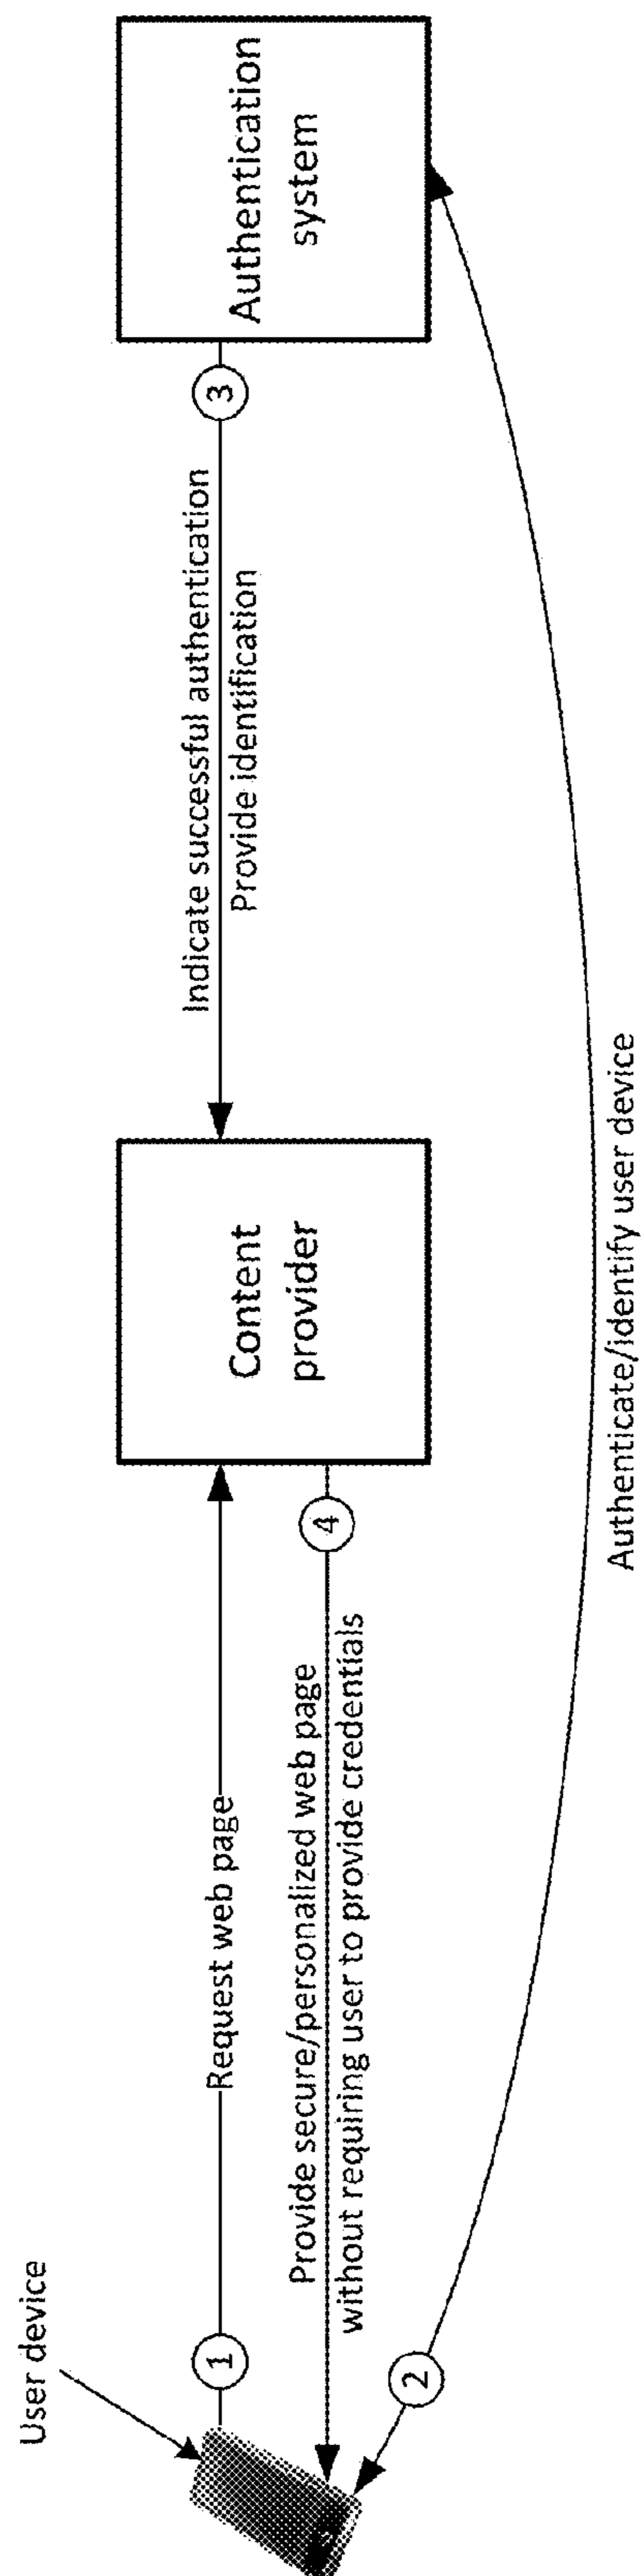 User device
1
Request web page
Content
provider
Indicate successful authentication
Provide identification
3
Authentication
system
4
Provide secure/personalized web page
without requiring user to provide credentials
2
Authenticate/identify user device